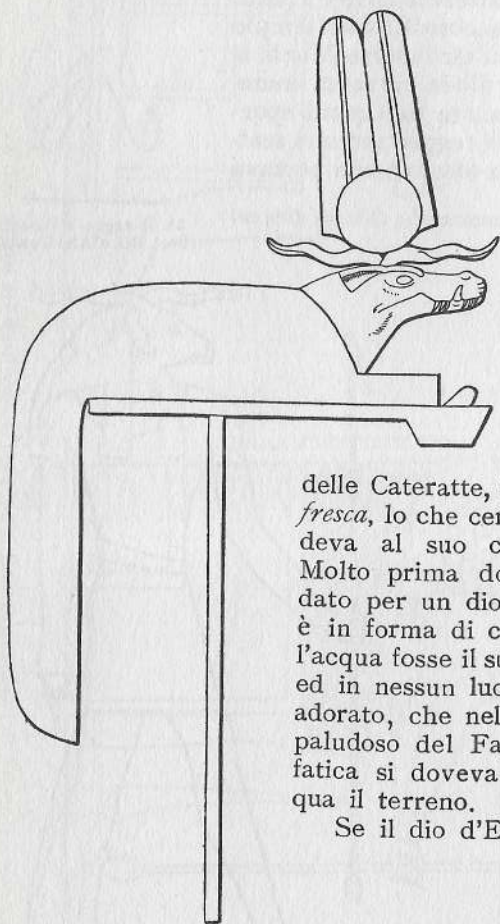 delle Cateratte,
fresca, lo che cer
deva al suo c
Molto prima do
dato per un dio
è in forma di c
l'acqua fosse il su
ed in nessun luo
adorato, che nel
paludoso del Fa
fatica si doveva
qua il terreno.
Se il dio d'E